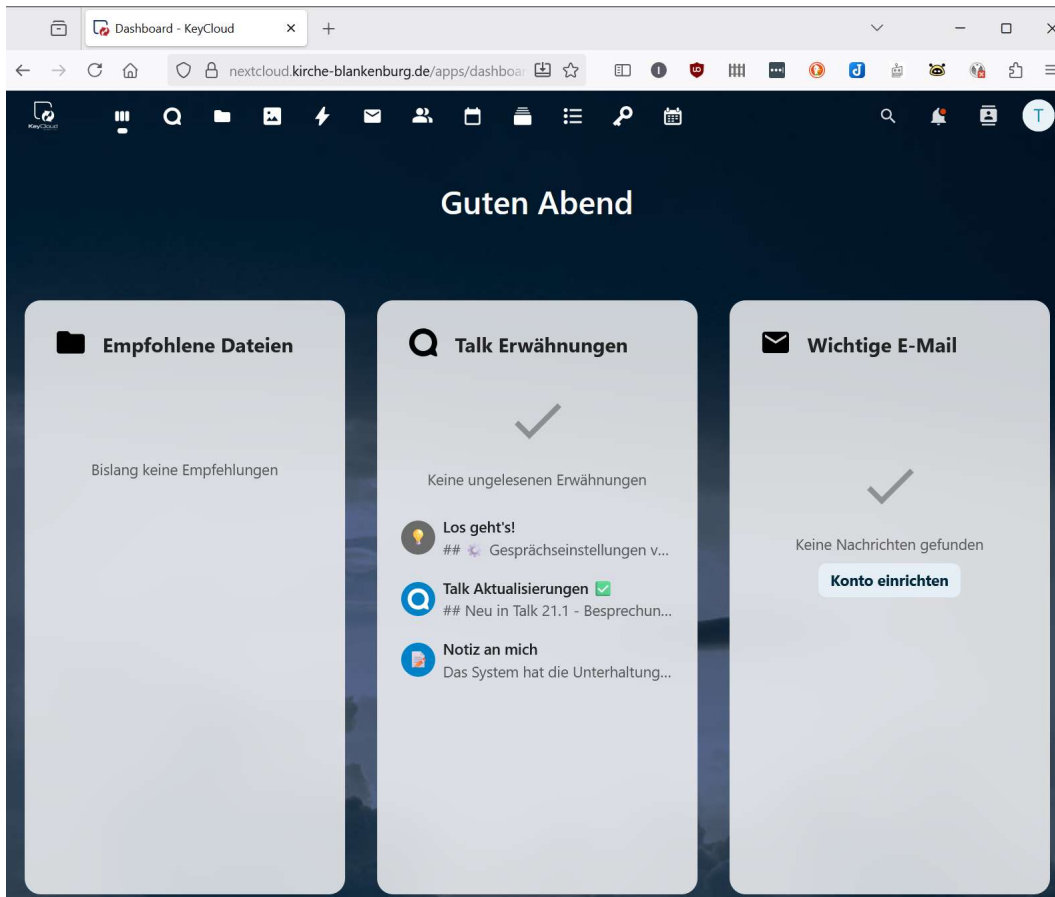 Dashboard - KeyCloud
nextcloud.kirche-blankenburg.de/apps/dashboar
KeyCloud
T
Guten Abend
Empfohlene Dateien
Bislang keine Empfehlungen
Talk Erwähnungen
Keine ungelesenen Erwähnungen
Los geht's!
## Gesprächseinstellungen v...
Talk Aktualisierungen ✅
## Neu in Talk 21.1 - Besprechun...
Notiz an mich
Das System hat die Unterhaltung...
Wichtige E-Mail
Keine Nachrichten gefunden
Konto einrichten